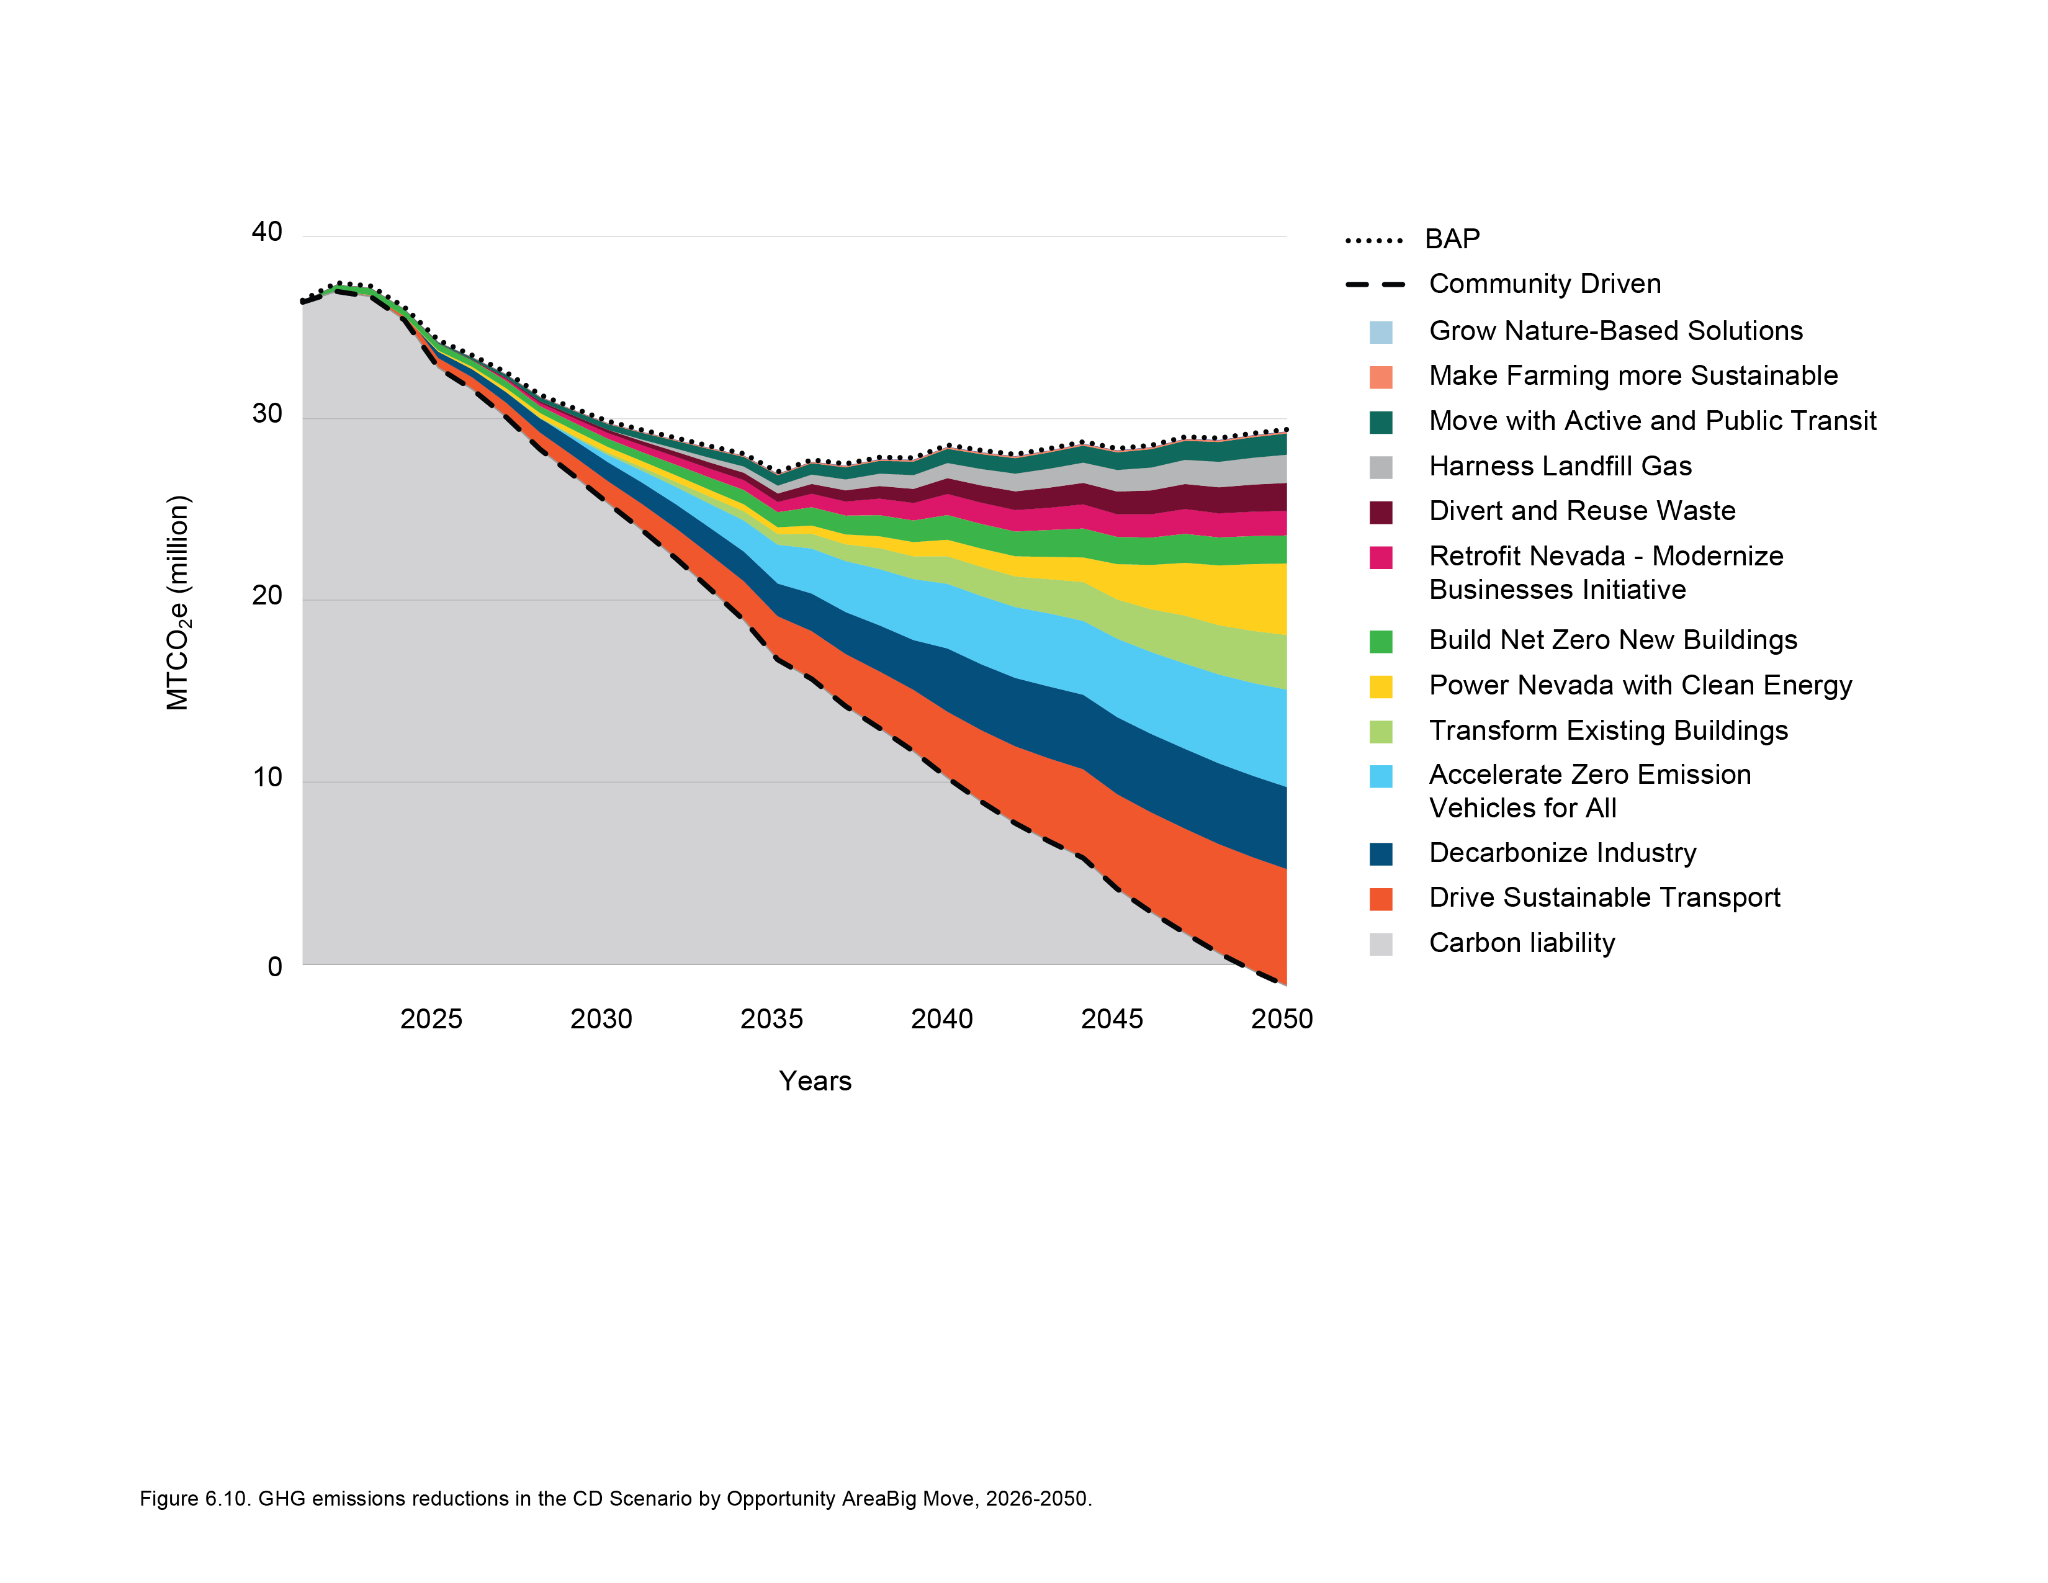 40
30
20
10
0
MTCO₂e (million)
2025 2030 2035 2040 2045 2050
Years
BAP
Community Driven
Grow Nature-Based Solutions
Make Farming more Sustainable
Move with Active and Public Transit
Harness Landfill Gas
Divert and Reuse Waste
Retrofit Nevada - Modernize
Businesses Initiative
Build Net Zero New Buildings
Power Nevada with Clean Energy
Transform Existing Buildings
Accelerate Zero Emission
Vehicles for All
Decarbonize Industry
Drive Sustainable Transport
Carbon liability
Figure 6.10. GHG emissions reductions in the CD Scenario by Opportunity AreaBig Move, 2026-2050.